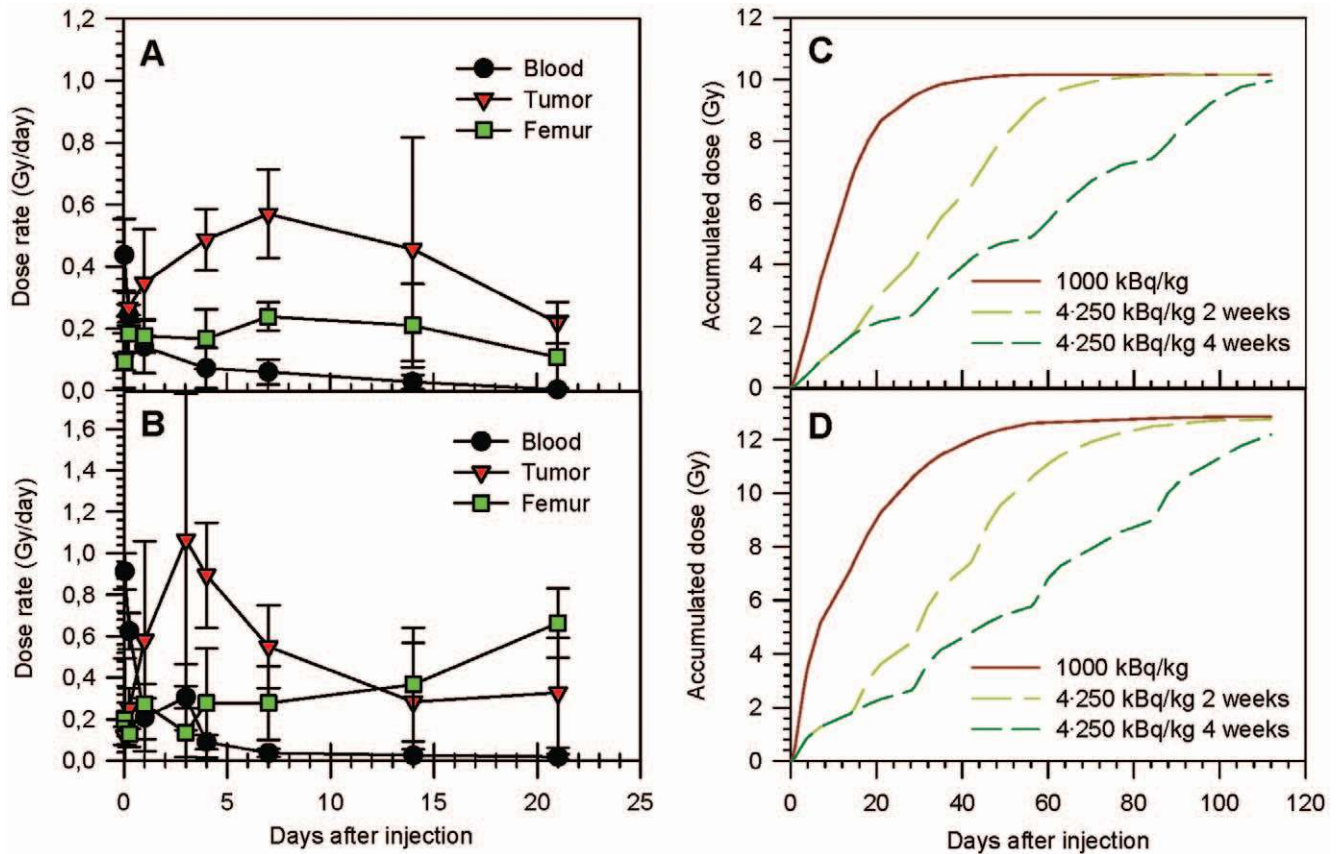 A
Blood
Tumor
Femur
Dose rate (Gy/day)
1,2
1,0
0,8
0,6
0,4
0,2
0,0
B
Blood
Tumor
Femur
Dose rate (Gy/day)
1,6
1,4
1,2
1,0
0,8
0,6
0,4
0,2
0,0
0 5 10 15 20 25
Days after injection
C
1000 kBq/kg
4·250 kBq/kg 2 weeks
4·250 kBq/kg 4 weeks
Accumulated dose (Gy)
12
10
8
6
4
2
0
D
1000 kBq/kg
4·250 kBq/kg 2 weeks
4·250 kBq/kg 4 weeks
Accumulated dose (Gy)
12
10
8
6
4
2
0
0 20 40 60 80 100 120
Days after injection